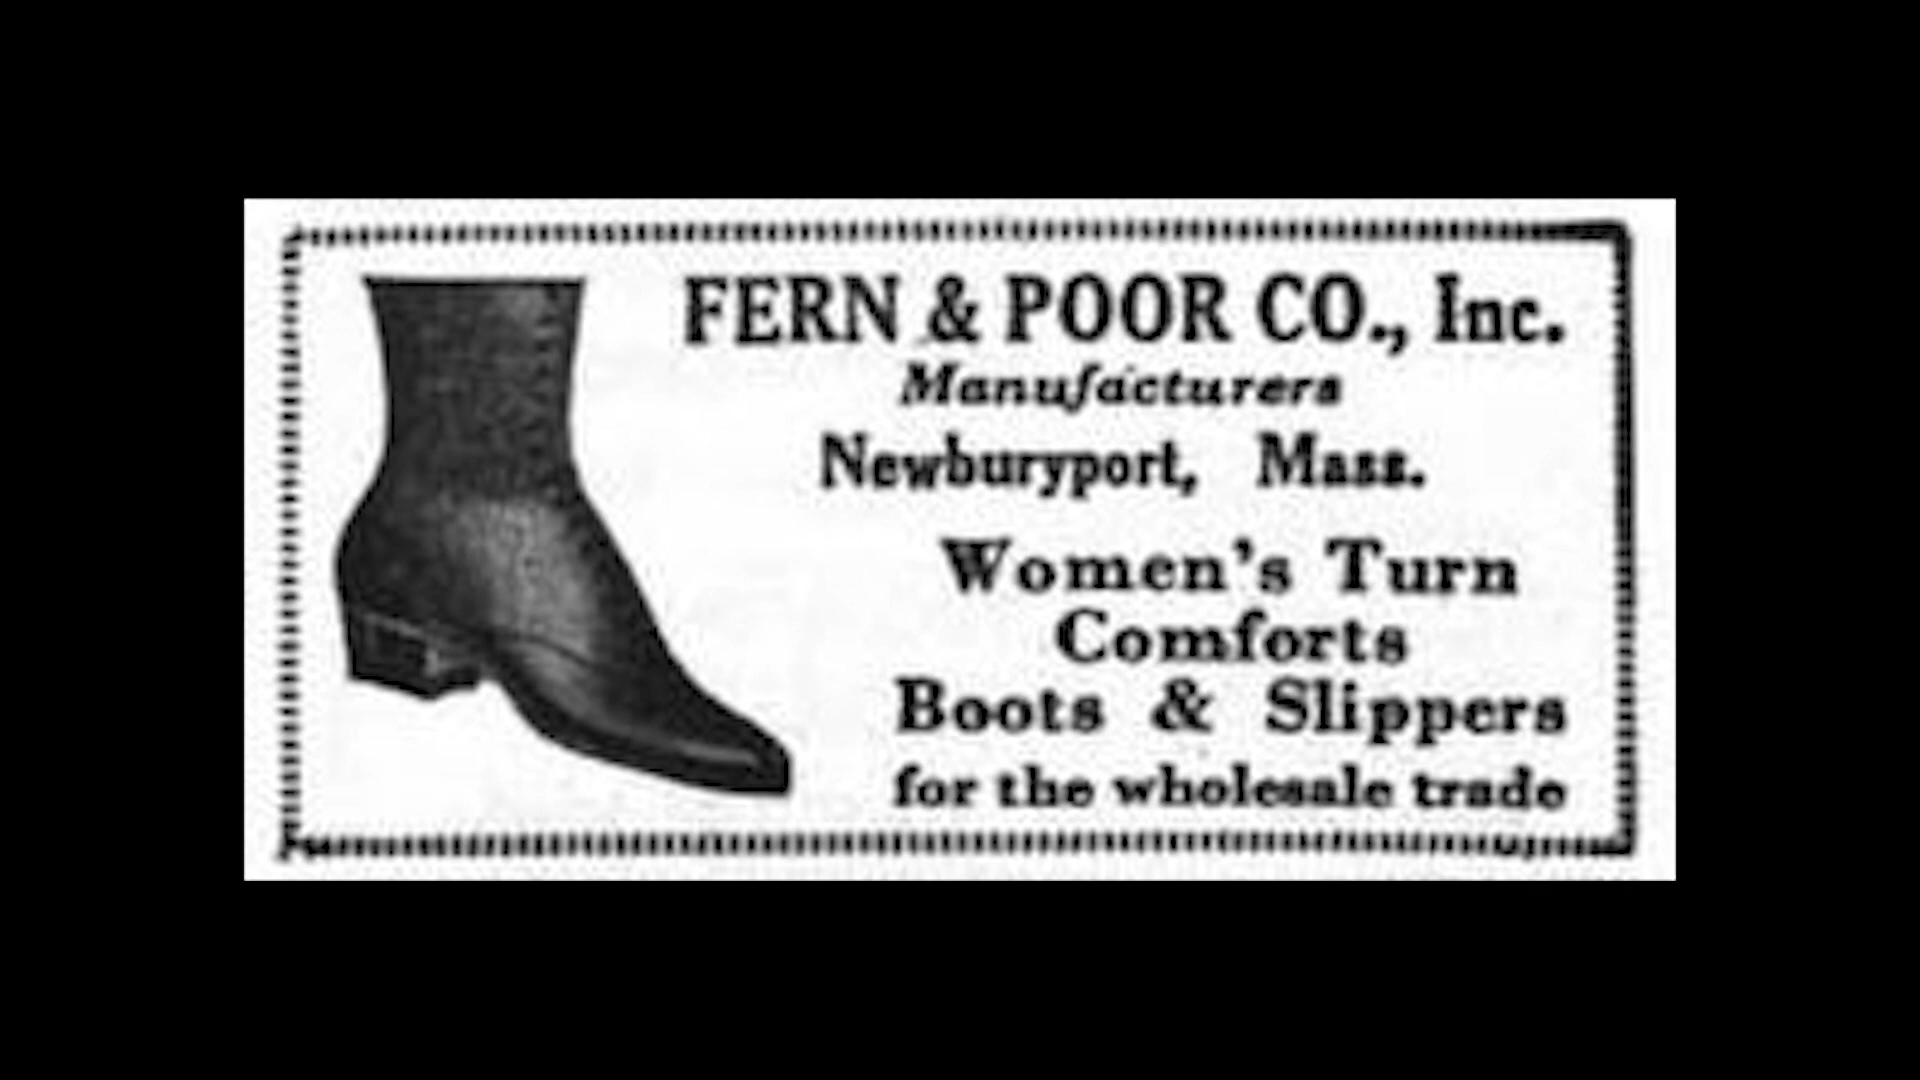 FERN & POOR CO., Inc.
Manufacturers
Newburyport, Mass.
Women's Turn
Comforts
Boots & Slippers
for the wholesale trade